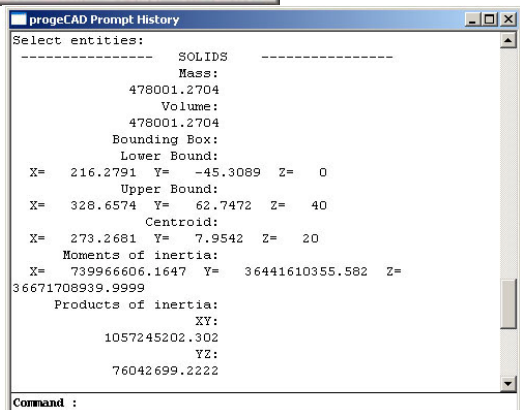 progeCAD Prompt History
Select entities:
---------------- SOLIDS ----------------
Mass:
478001.2704
Volume:
478001.2704
Bounding Box:
Lower Bound:
X= 216.2791 Y= -45.3089 Z= 0
Upper Bound:
X= 328.6574 Y= 62.7472 Z= 40
Centroid:
X= 273.2681 Y= 7.9542 Z= 20
Moments of inertia:
X= 739966606.1647 Y= 36441610355.582 Z=
36671708939.9999
Products of inertia:
XY:
1057245202.302
YZ:
76042699.2222
Command :